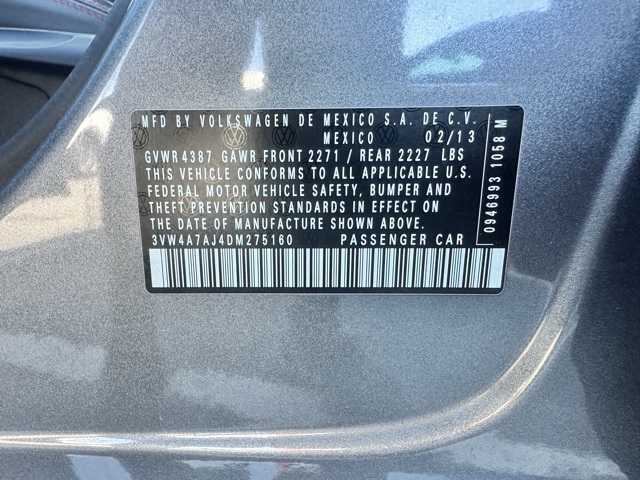 MFD BY VOLKSWAGEN DE MEXICO S.A. DE C.V.
MEXICO 02/13
GVWR 4387 GAWR FRONT 2271 / REAR 2227 LBS
THIS VEHICLE CONFORMS TO ALL APPLICABLE U.S.
FEDERAL MOTOR VEHICLE SAFETY, BUMPER AND
THEFT PREVENTION STANDARDS IN EFFECT ON
THE DATE OF MANUFACTURE SHOWN ABOVE.
3VW4A7AJ4DM275160 PASSENGER CAR
0946993 1058 M